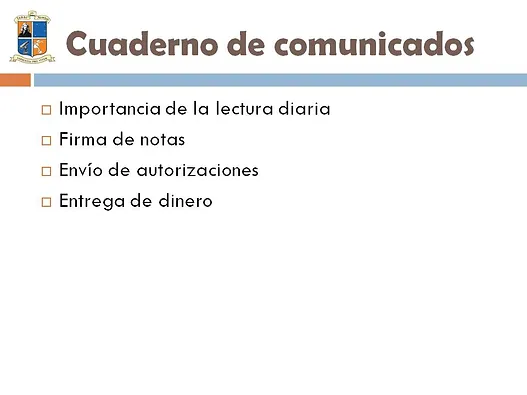 Cuaderno de comunicados
Importancia de la lectura diaria
Firma de notas
Envío de autorizaciones
Entrega de dinero